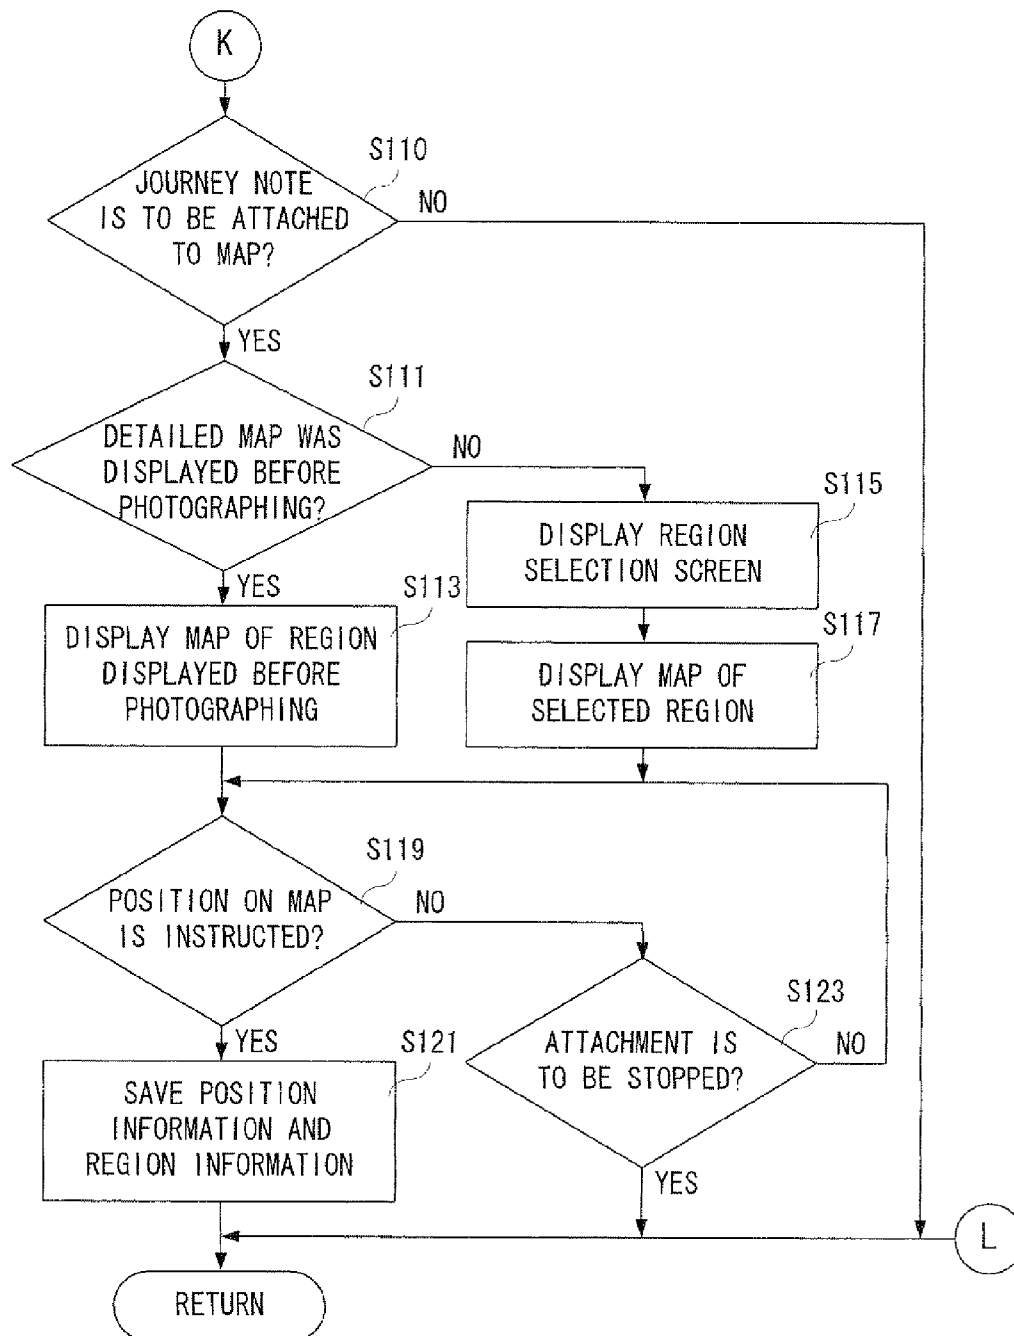 K
S110
JOURNEY NOTE
IS TO BE ATTACHED
TO MAP?
NO
YES
S111
DETAILED MAP WAS
DISPLAYED BEFORE
PHOTOGRAPHING?
NO
YES
S115
DISPLAY REGION
SELECTION SCREEN
S113
DISPLAY MAP OF REGION
DISPLAYED BEFORE
PHOTOGRAPHING
S117
DISPLAY MAP OF
SELECTED REGION
S119
POSITION ON MAP
IS INSTRUCTED?
NO
YES
S123
ATTACHMENT IS
TO BE STOPPED?
NO
YES
S121
SAVE POSITION
INFORMATION AND
REGION INFORMATION
L
RETURN